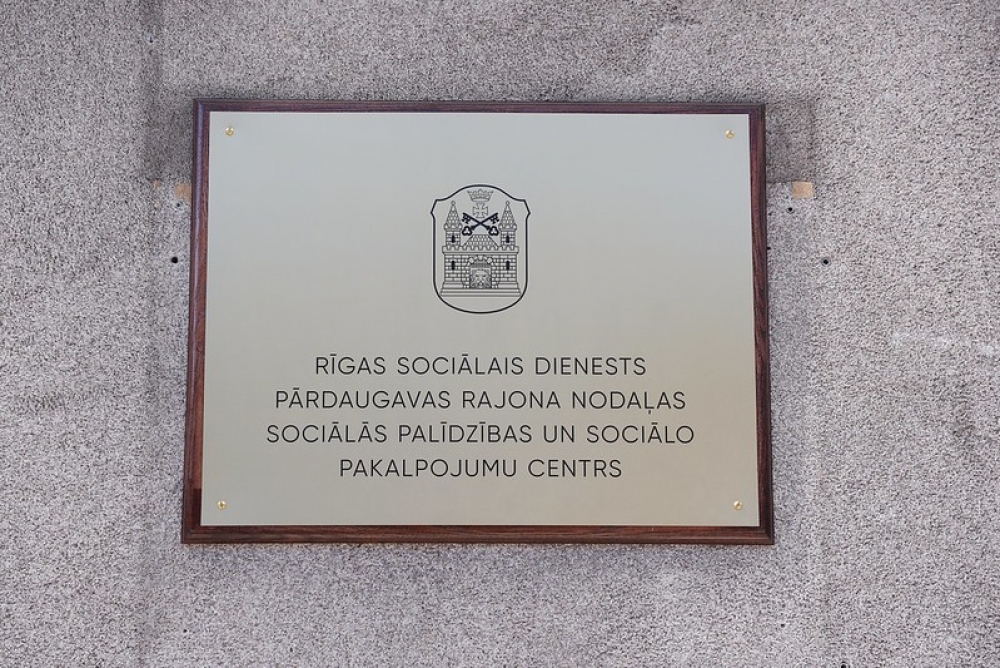 RĪGAS SOCIĀLAIS DIENESTS
PĀRDAUGAVAS RAJONA NODAĻAS
SOCIĀLĀS PALĪDZĪBAS UN SOCIĀLO
PAKALPOJUMU CENTRS